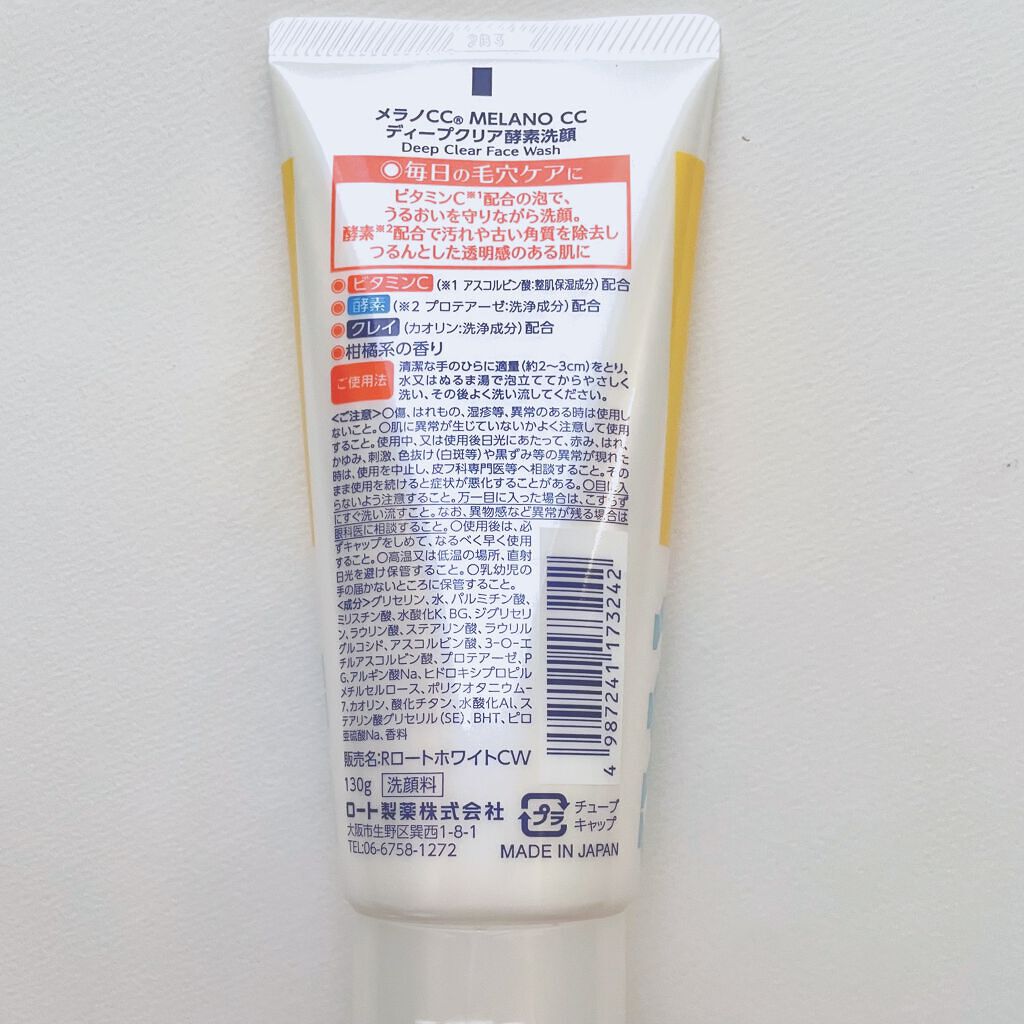 メラノCC® MELANO CC
ディープクリア酵素洗顔
Deep Clear Face Wash
◎毎日の毛穴ケアに
ビタミンC※1配合の泡で、
うるおいを守りながら洗顔。
酵素※2配合で汚れや古い角質を除去し
つるんとした透明感のある肌に
◉ビタミンC(※1 アスコルビン酸:整肌保湿成分)配合
◉酵素(※2 プロテアーゼ:洗浄成分)配合
◉クレイ(カオリン:洗浄成分)配合
◉柑橘系の香り
ご使用法
清潔な手のひらに適量(約2〜3cm)をとり、
水又はぬるま湯で泡立ててからやさしく
洗い、その後よく洗い流してください。
<ご注意>〇傷、はれもの、湿疹等、異常のある時は使用し
ないこと。〇肌に異常が生じていないかよく注意して使用
すること。使用中、又は使用後日光にあたって、赤み、はれ、
かゆみ、刺激、色抜け(白斑等)や黒ずみ等の異常が現れた
時は、使用を中止し、皮フ科専門医等へ相談すること。その
まま使用を続けると症状が悪化することがある。〇目に入
らないよう注意すること。万一目に入った場合は、こすらず
にすぐ洗い流すこと。なお、異物感など異常が残る場合は
眼科医に相談すること。〇使用後は、必
ずキャップをしめて、なるべく早く使用
すること。〇高温又は低温の場所、直射
日光を避け保管すること。〇乳幼児の
手の届かないところに保管すること。
<成分>グリセリン、水、パルミチン酸、
ミリスチン酸、水酸化K、BG、ジグリセリ
ン、ラウリン酸、ステアリン酸、ラウリル
グルコシド、アスコルビン酸、3-O-エ
チルアスコルビン酸、プロテアーゼ、P
G、アルギン酸Na、ヒドロキシプロピル
メチルセルロース、ポリクオタニウム-
7、カオリン、酸化チタン、水酸化Al、ス
テアリン酸グリセリル(SE)、BHT、ピロ
亜硫酸Na、香料
4 987241 173242
販売名:RロートホワイトCW
130g 洗顔料
ロート製薬株式会社
大阪市生野区巽西1-8-1
TEL:06-6758-1272
プラ
チューブ
キャップ
MADE IN JAPAN